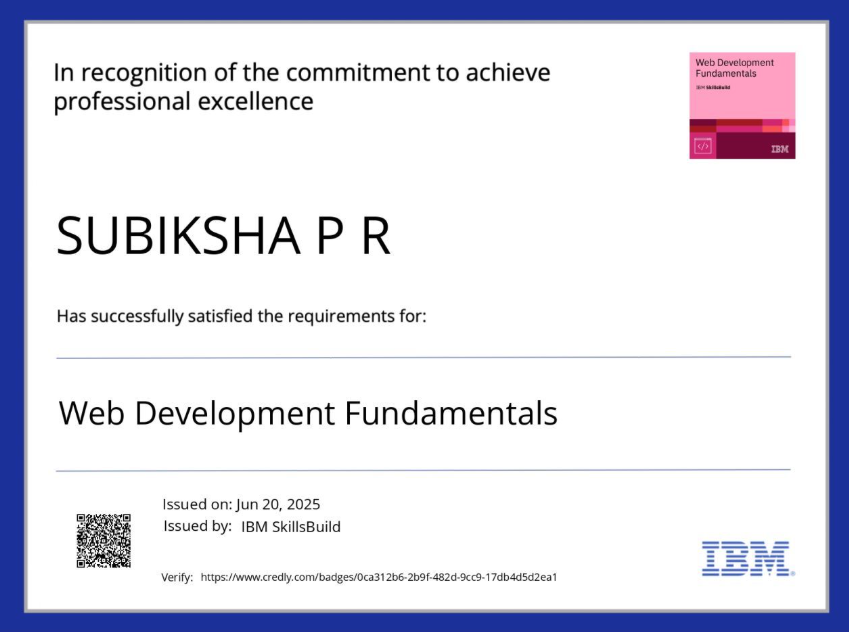 In recognition of the commitment to achieve
professional excellence
Web Development
Fundamentals
IBM SkillsBuild
</>
IBM
SUBIKSHA P R
Has successfully satisfied the requirements for:
Web Development Fundamentals
Issued on: Jun 20, 2025
Issued by: IBM SkillsBuild
Verify: https://www.credly.com/badges/0ca312b6-2b9f-482d-9cc9-17db4d5d2ea1
IBM®